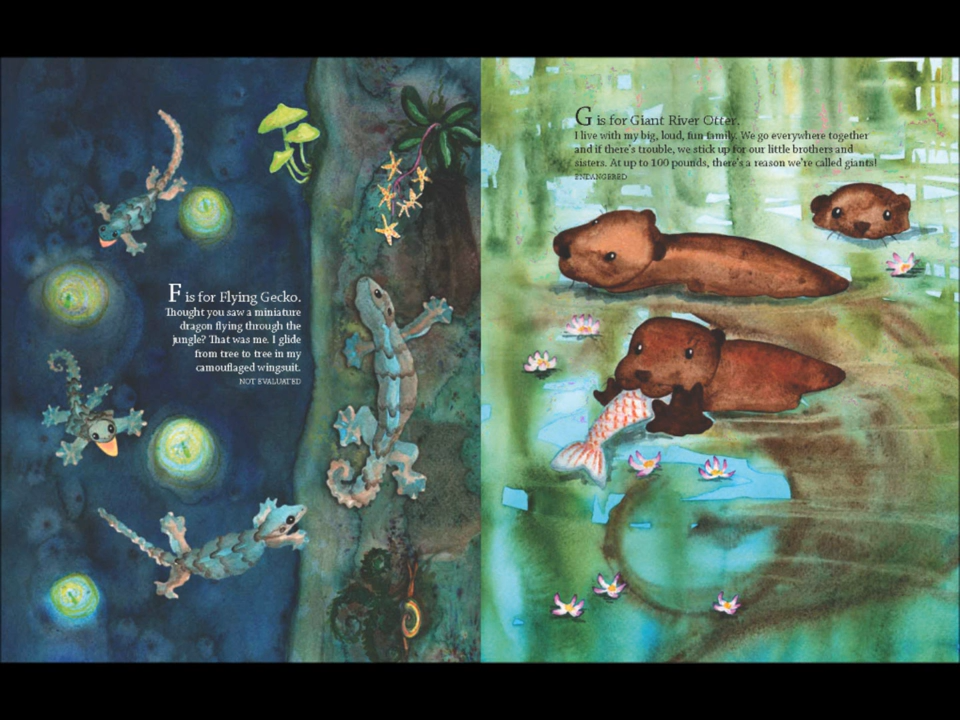 F is for Flying Gecko.
Thought you saw a miniature
dragon flying through the
jungle? That was me. I glide
from tree to tree in my
camouflaged wingsuit.
NOT EVALUATED
G is for Giant River Otter.
I live with my big, loud, fun family. We go everywhere together
and if there's trouble, we stick up for our little brothers and
sisters. At up to 100 pounds, there's a reason we're called giants!
ENDANGERED